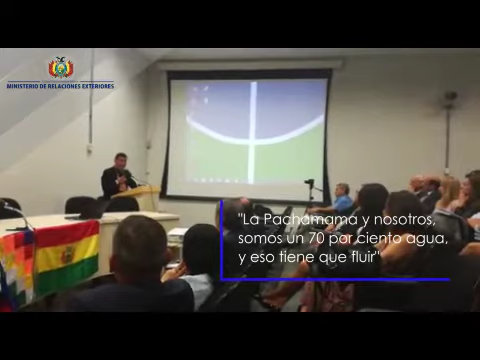 MINISTERIO DE RELACIONES EXTERIORES
"La Pachamama y nosotros,
somos un 70 por ciento agua,
y eso tiene que fluir"